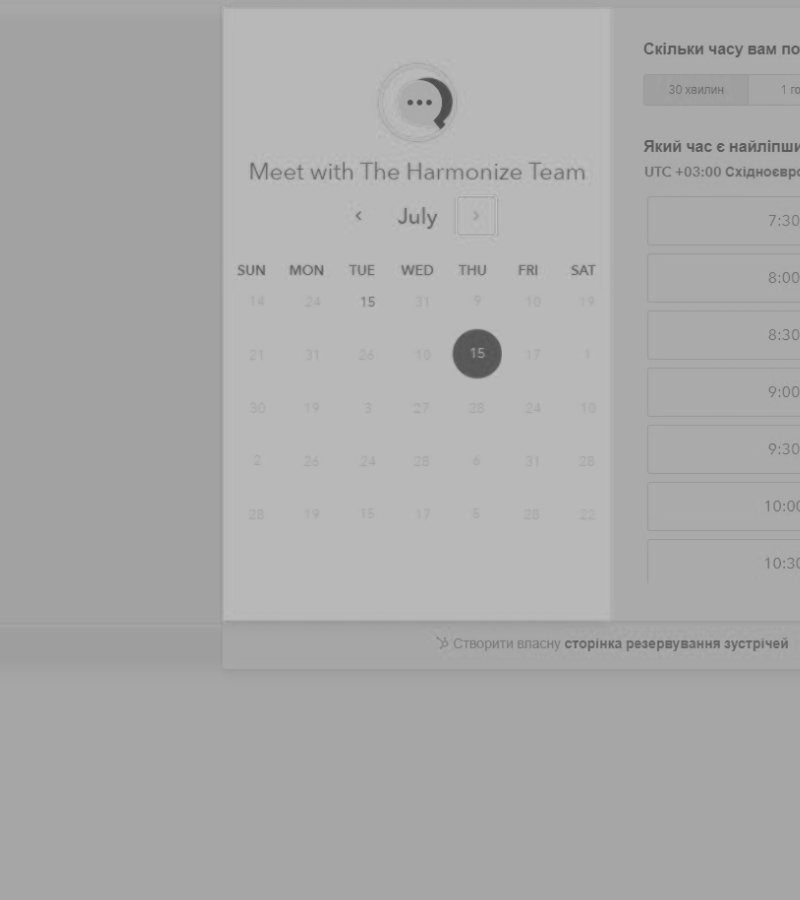 Meet with The Harmonize Team
July
SUN MON TUE WED THU FRI SAT
14 24 15 31 9 10 19
21 31 26 10 15 17 1
30 19 3 27 28 24 10
2 26 24 28 6 31 28
28 19 15 17 5 28 22
Скільки часу вам по
30 хвилин 1 го
Який час є найліпши
UTC +03:00 Східноєвро
7:30
8:00
8:30
9:00
9:30
10:00
10:30
Створити власну сторінка резервування зустрічей